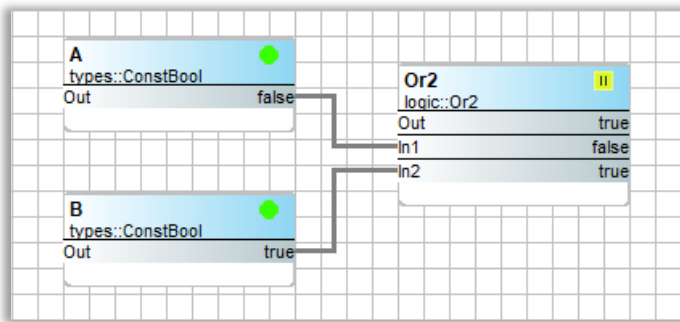 A
types::ConstBool
Out false
Or2
logic::Or2
Out true
In1 false
In2 true
B
types::ConstBool
Out true